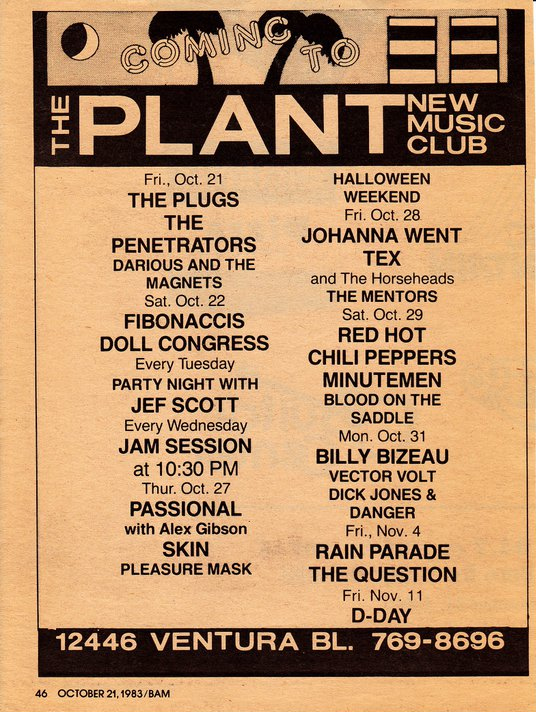 COMING TO
THE PLANT NEW
MUSIC
CLUB
Fri., Oct. 21
THE PLUGS
THE
PENETRATORS
DARIOUS AND THE
MAGNETS
Sat. Oct. 22
FIBONACCIS
DOLL CONGRESS
Every Tuesday
PARTY NIGHT WITH
JEF SCOTT
Every Wednesday
JAM SESSION
at 10:30 PM
Thur. Oct. 27
PASSIONAL
with Alex Gibson
SKIN
PLEASURE MASK
HALLOWEEN
WEEKEND
Fri. Oct. 28
JOHANNA WENT
TEX
and The Horseheads
THE MENTORS
Sat. Oct. 29
RED HOT
CHILI PEPPERS
MINUTEMEN
BLOOD ON THE
SADDLE
Mon. Oct. 31
BILLY BIZEAU
VECTOR VOLT
DICK JONES &
DANGER
Fri., Nov. 4
RAIN PARADE
THE QUESTION
Fri. Nov. 11
D-DAY
12446 VENTURA BL. 769-8696
46 OCTOBER 21, 1983/BAM